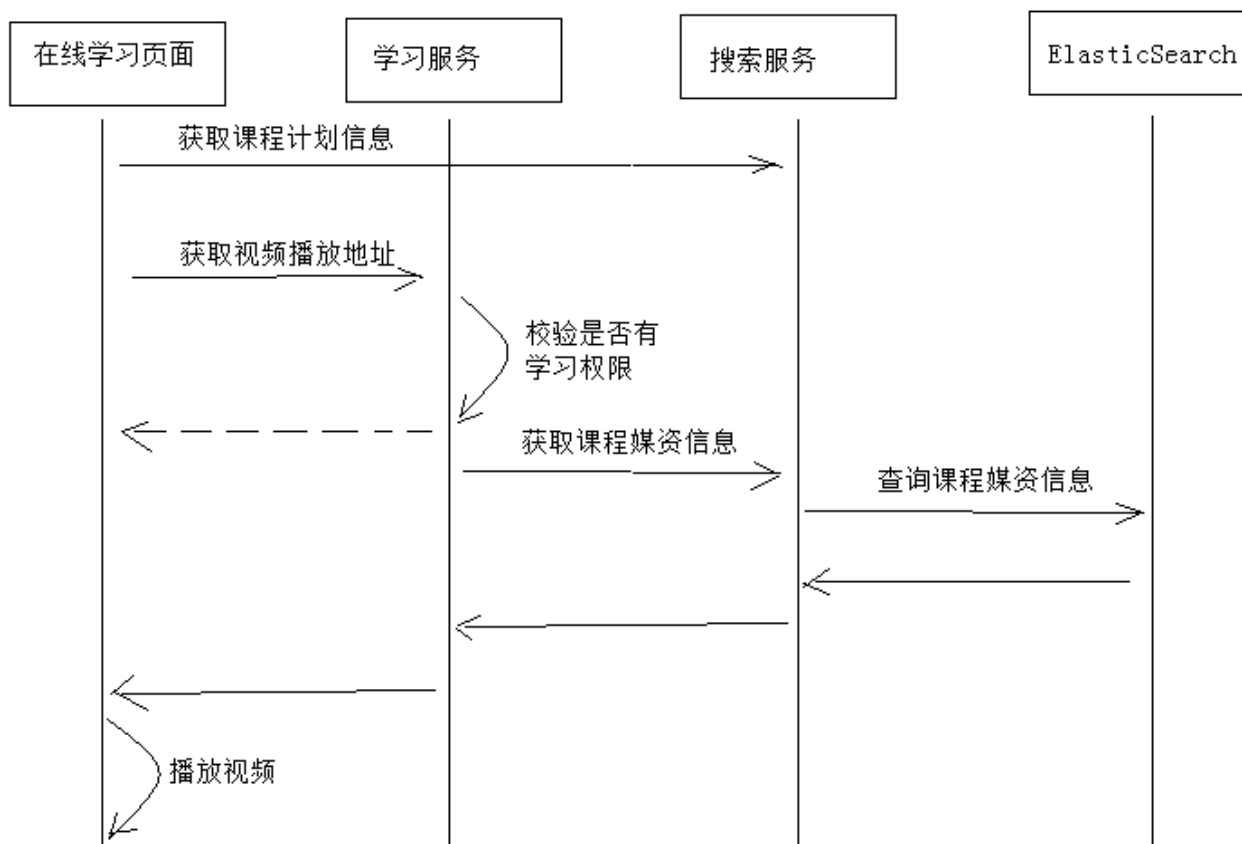 在线学习页面
学习服务
搜索服务
ElasticSearch
获取课程计划信息
获取视频播放地址
校验是否有
学习权限
获取课程媒资信息
查询课程媒资信息
播放视频